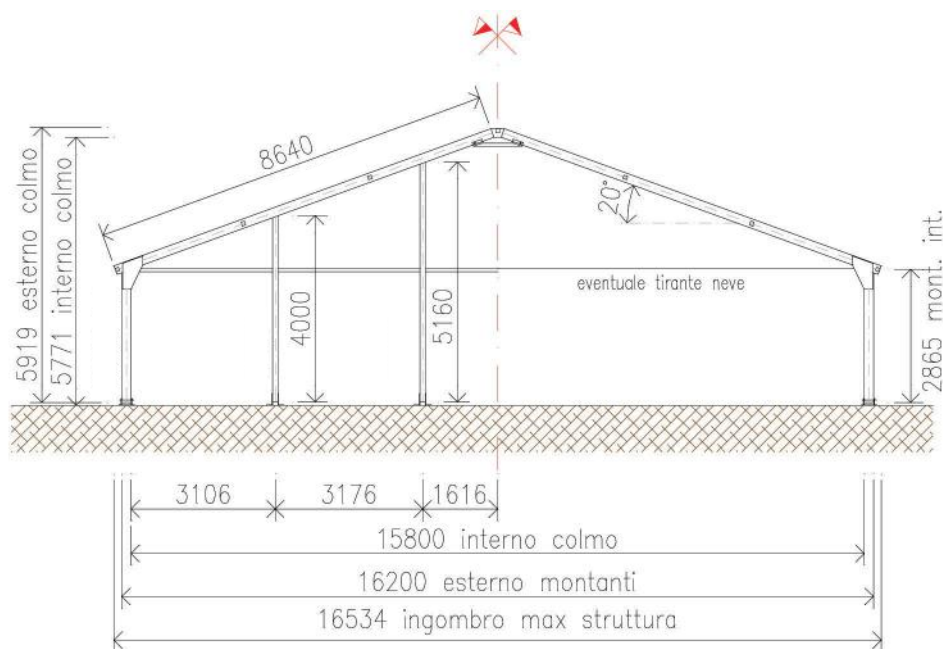 8640
5919 esterno colmo
5771 interno colmo
20°
eventuale tirante neve
4000
5160
2865 mont. int.
3106
3176
1616
15800 interno colmo
16200 esterno montanti
16534 ingombro max struttura